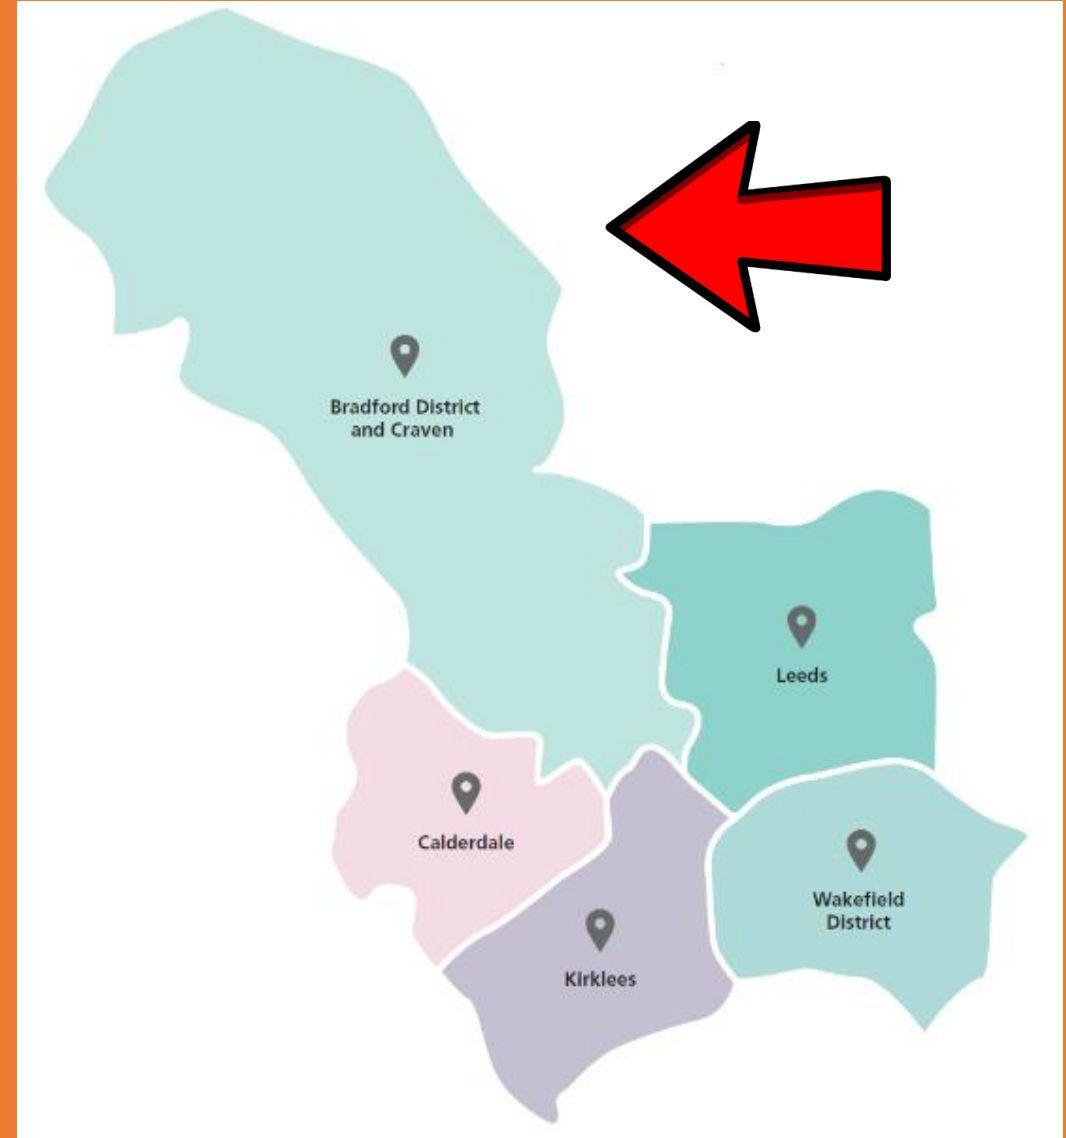 Bradford District
and Craven
Leeds
Calderdale
Wakefield
District
Kirklees